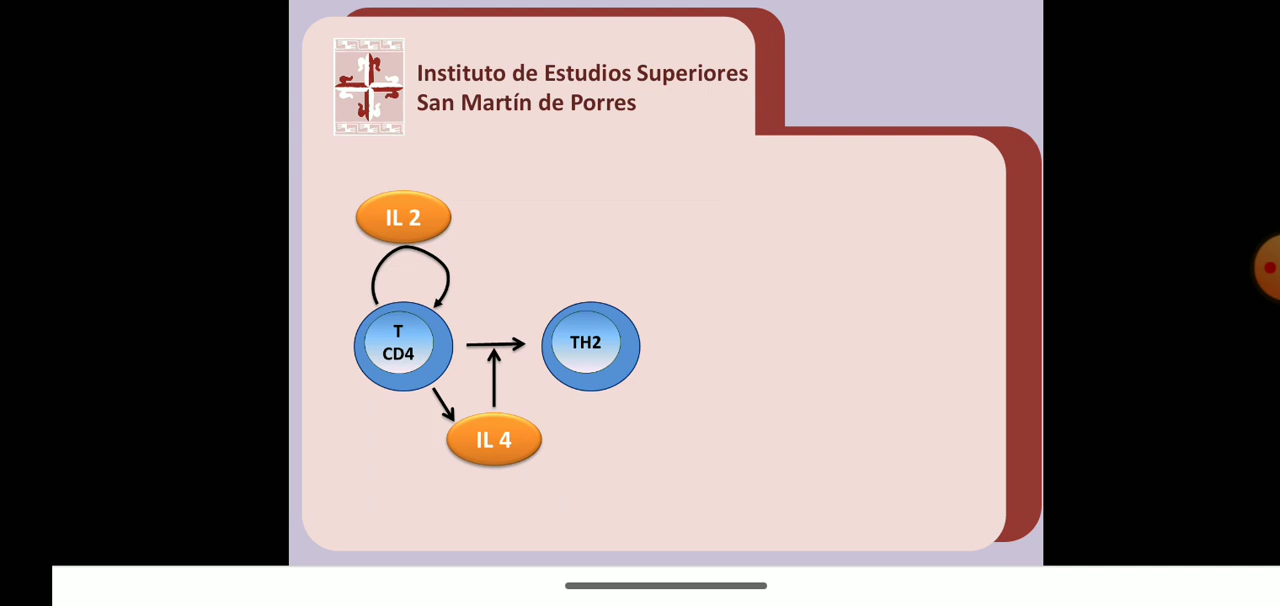 Instituto de Estudios Superiores
San Martín de Porres
IL 2
T
CD4
TH2
IL 4